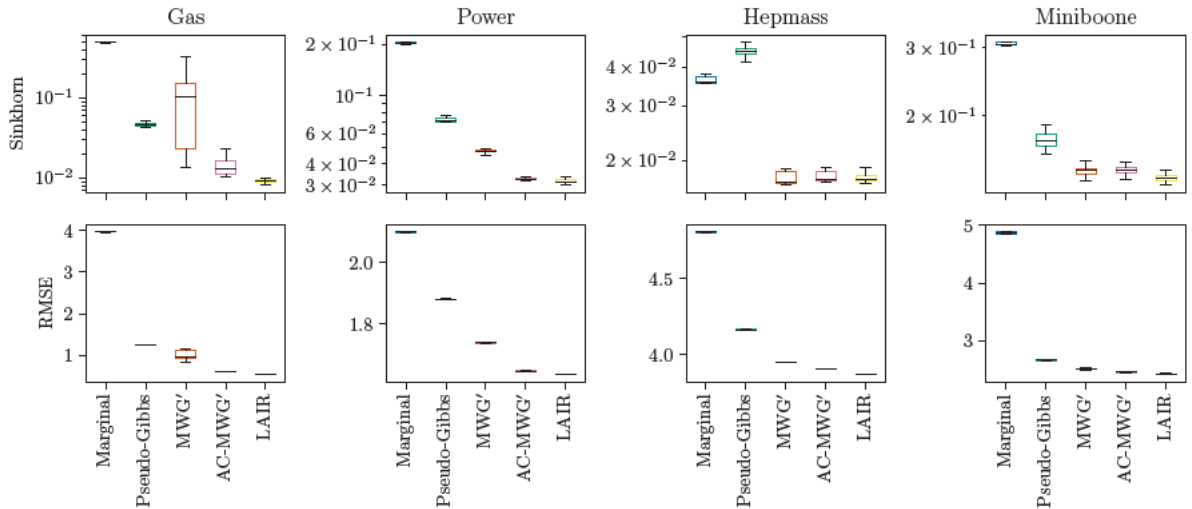 Gas
Power
Hepmass
Miniboone
Sinkhorn
10⁻¹
10⁻²
2 × 10⁻¹
10⁻¹
6 × 10⁻²
4 × 10⁻²
3 × 10⁻²
4 × 10⁻²
3 × 10⁻²
2 × 10⁻²
3 × 10⁻¹
2 × 10⁻¹
RMSE
4
3
2
1
2.0
1.8
4.5
4.0
5
4
3
Marginal
Pseudo-Gibbs
MWG′
AC-MWG′
LAIR
Marginal
Pseudo-Gibbs
MWG′
AC-MWG′
LAIR
Marginal
Pseudo-Gibbs
MWG′
AC-MWG′
LAIR
Marginal
Pseudo-Gibbs
MWG′
AC-MWG′
LAIR